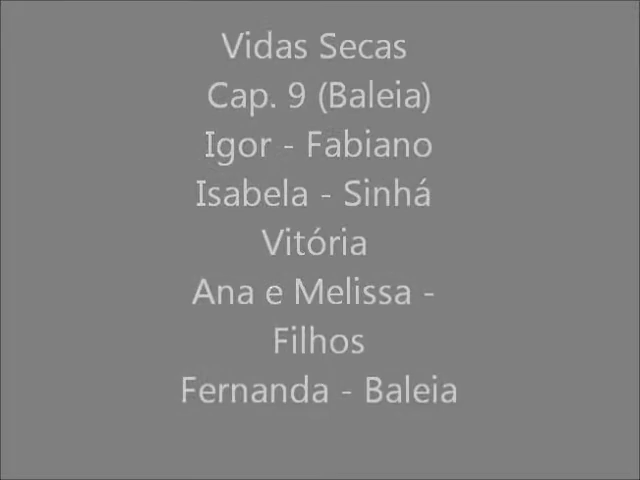 Vidas Secas
Cap. 9 (Baleia)
Igor - Fabiano
Isabela - Sinhá
Vitória
Ana e Melissa -
Filhos
Fernanda - Baleia